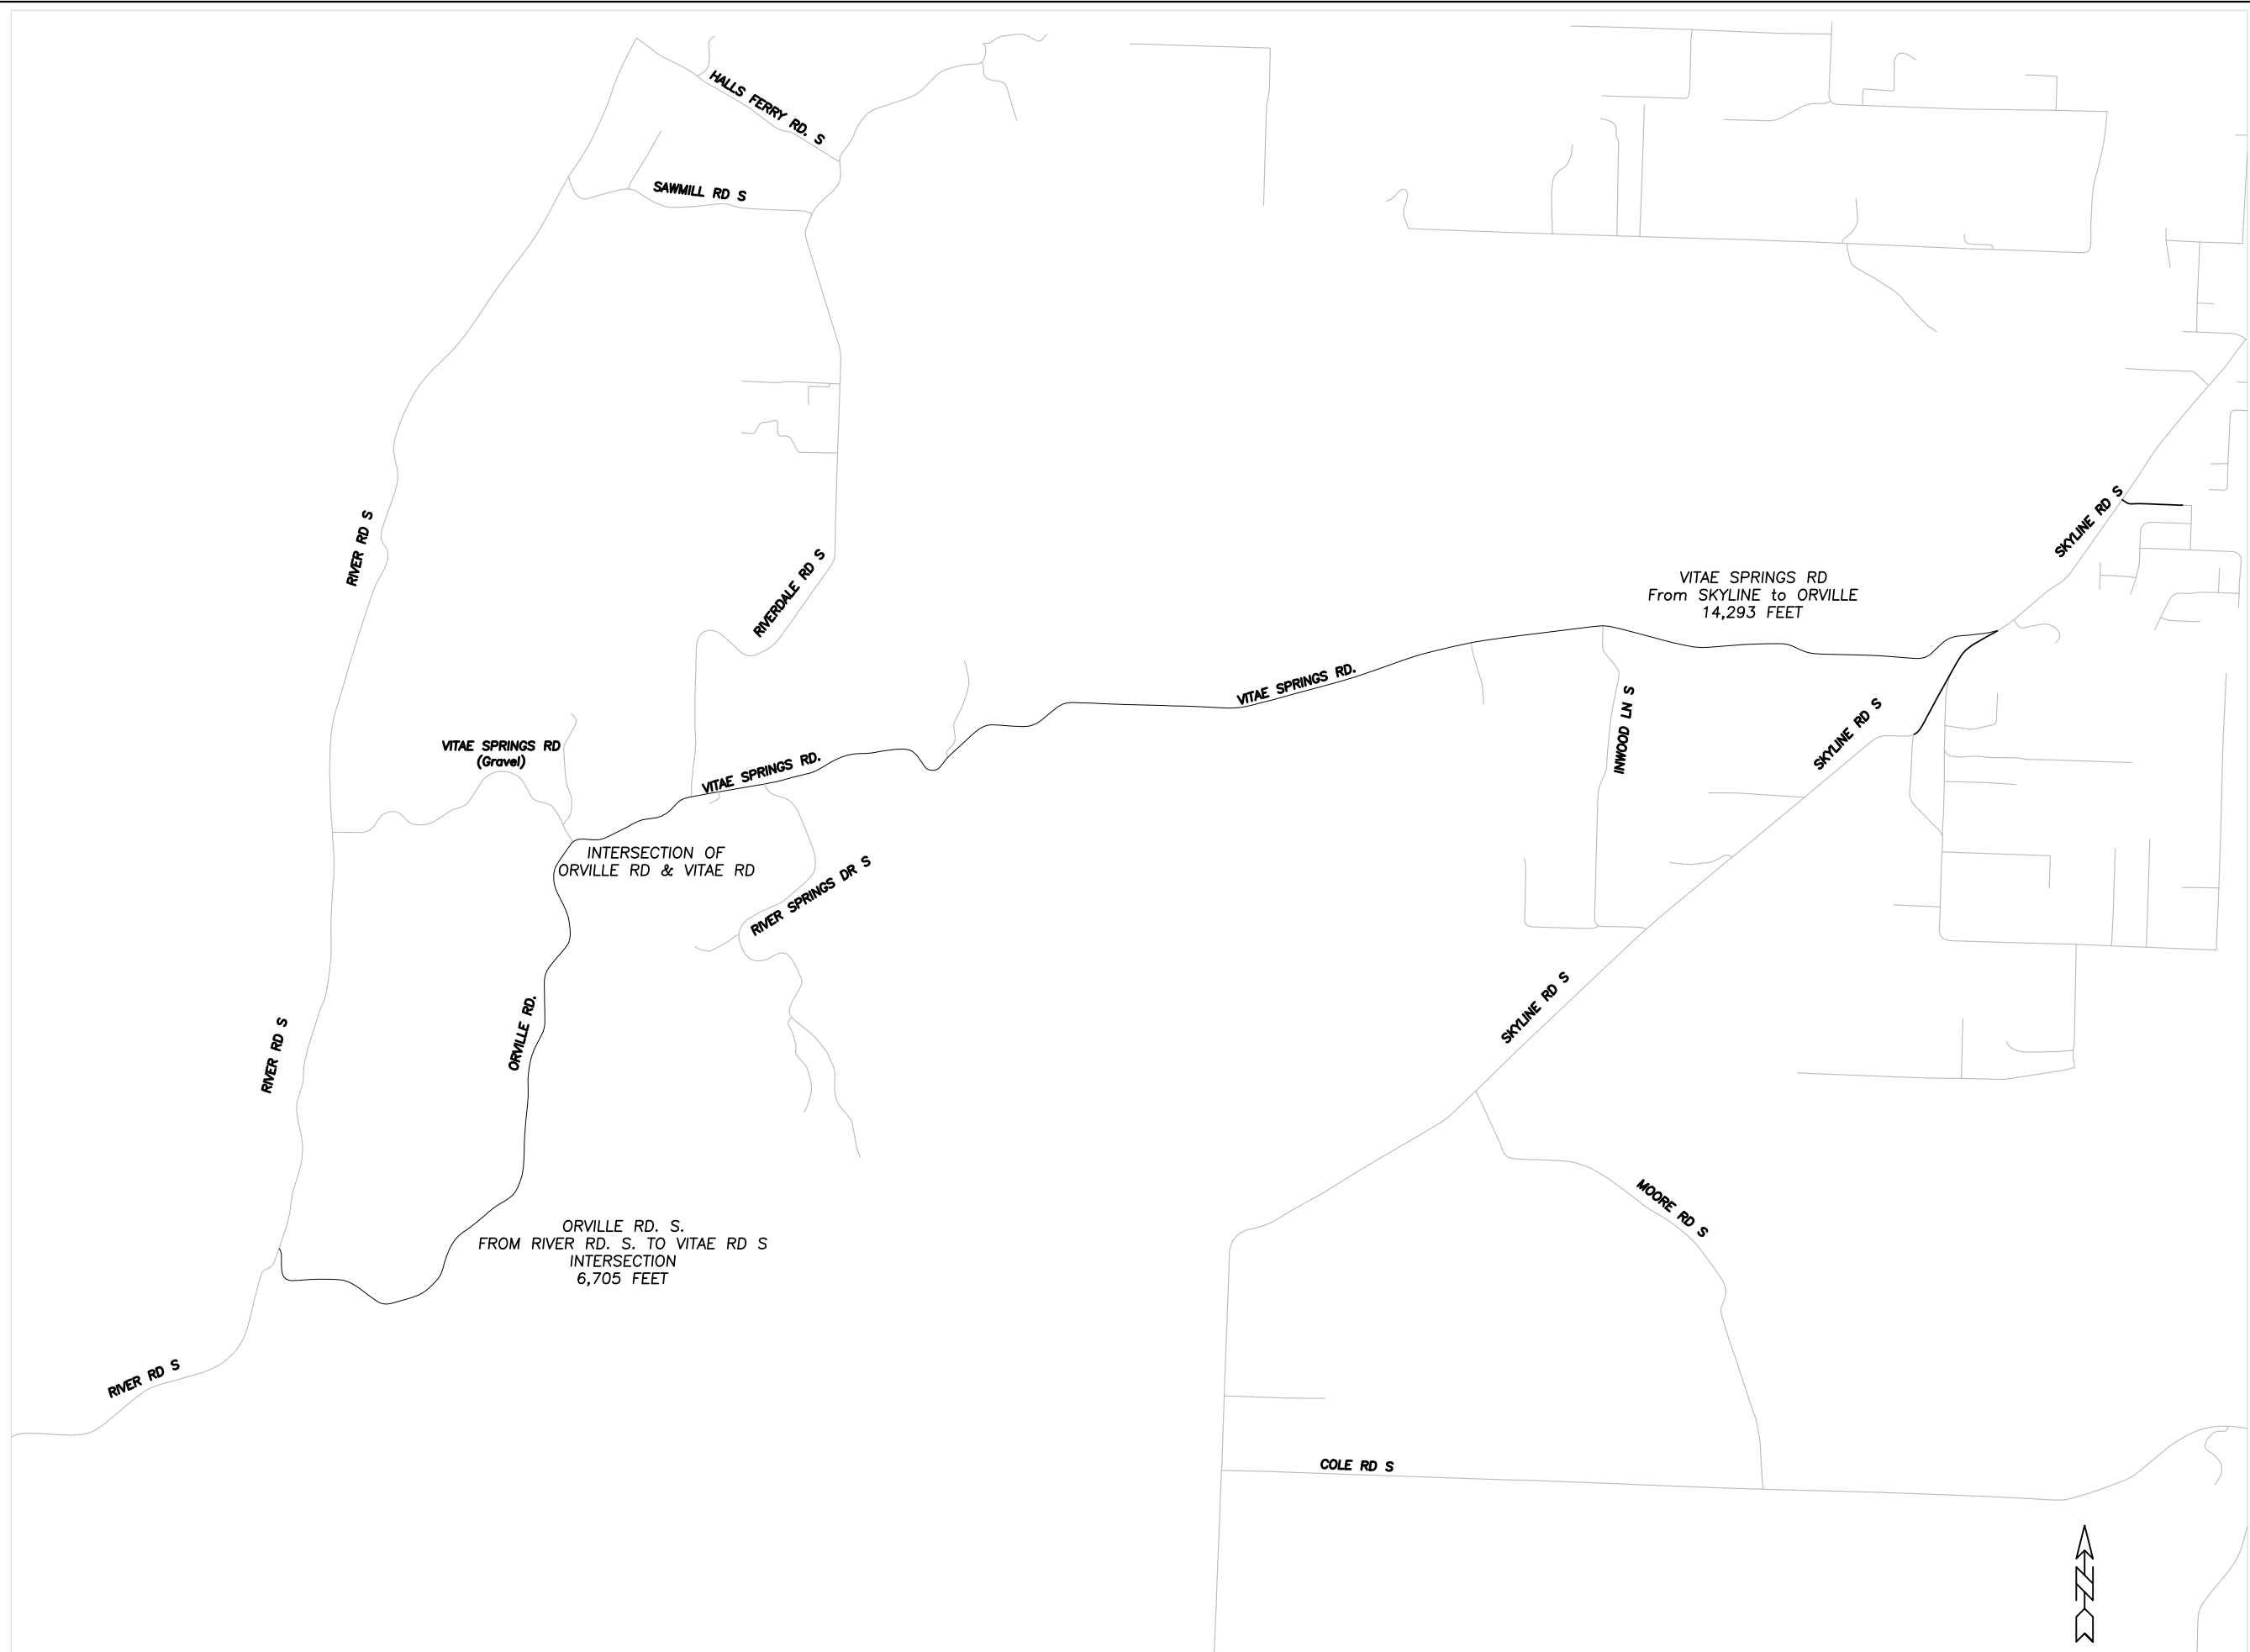 HALLS FERRY RD. S
SAWMILL RD S
RIVER RD S
SKYLINE RD S
RIVERDALE RD S
VITAE SPRINGS RD
From SKYLINE to ORVILLE
14,293 FEET
VITAE SPRINGS RD.
INWOOD LN S
SKYLINE RD S
VITAE SPRINGS RD
(Gravel)
VITAE SPRINGS RD.
INTERSECTION OF
ORVILLE RD & VITAE RD
RIVER SPRINGS DR S
RIVER RD S
ORVILLE RD.
SKYLINE RD S
MOORE RD S
ORVILLE RD. S.
FROM RIVER RD. S. TO VITAE RD S
INTERSECTION
6,705 FEET
RIVER RD S
COLE RD S
N